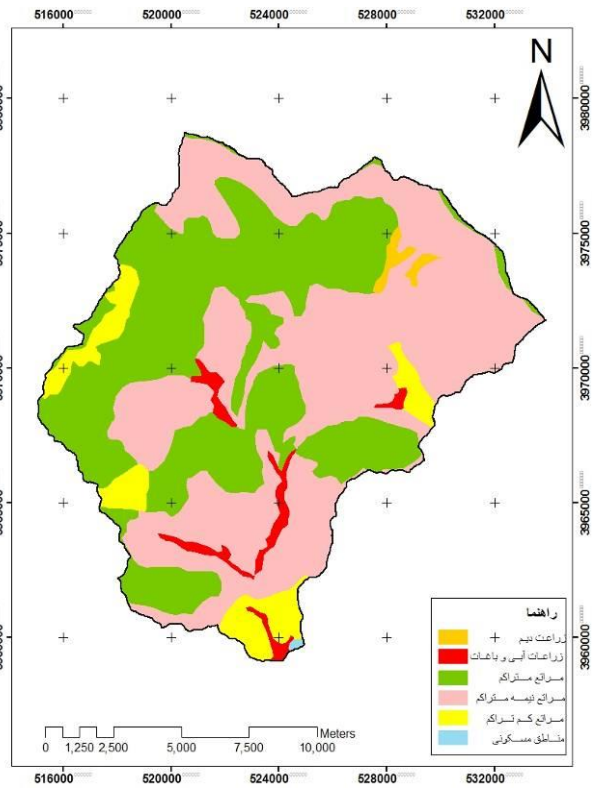 516000 520000 524000 528000 532000
N
3980000
3975000
3970000
3965000
3960000
راهنما
زراعت دیم
زراعات آبی و باغات
مراتع متراکم
مراتع نیمه متراکم
مراتع کم تراکم
مناطق مسکونی
Meters
0 1,250 2,500 5,000 7,500 10,000
516000 520000 524000 528000 532000